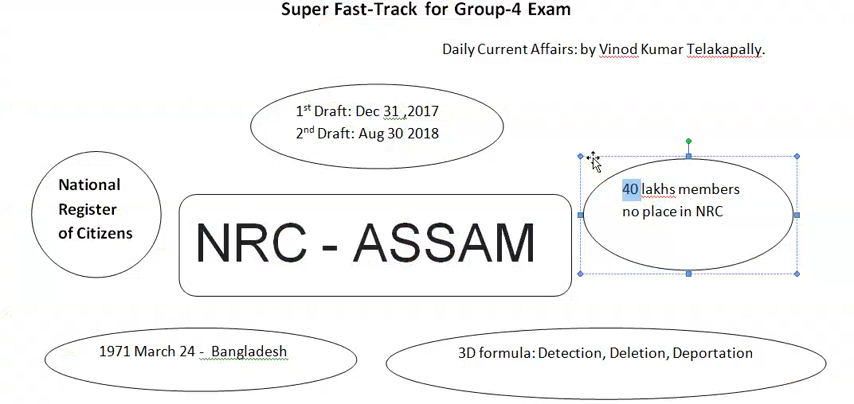 Super Fast-Track for Group-4 Exam
Daily Current Affairs: by Vinod Kumar Telakapally.
1st Draft: Dec 31 ,2017
2nd Draft: Aug 30 2018
National
Register
of Citizens
NRC - ASSAM
40 lakhs members
no place in NRC
1971 March 24 - Bangladesh
3D formula: Detection, Deletion, Deportation